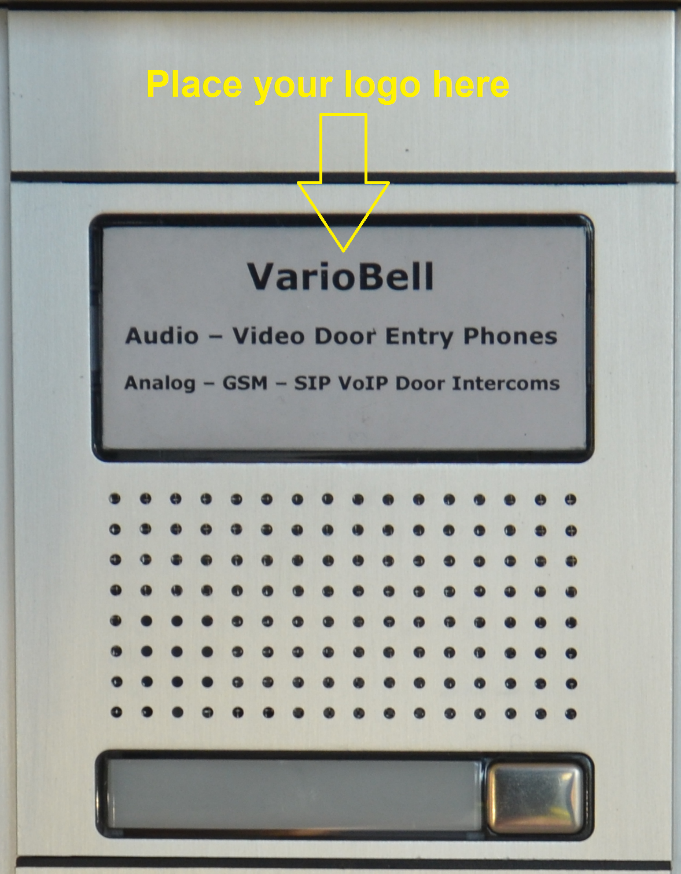 Place your logo here
VarioBell
Audio – Video Door Entry Phones
Analog – GSM – SIP VoIP Door Intercoms